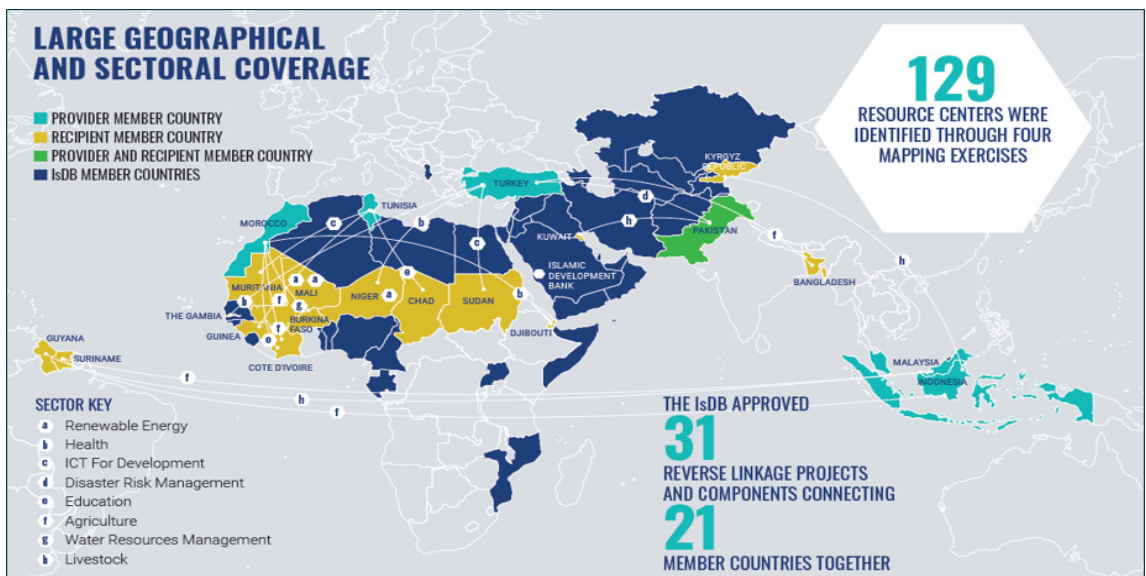 LARGE GEOGRAPHICAL
AND SECTORAL COVERAGE
PROVIDER MEMBER COUNTRY
RECIPIENT MEMBER COUNTRY
PROVIDER AND RECIPIENT MEMBER COUNTRY
IsDB MEMBER COUNTRIES
129
RESOURCE CENTERS WERE
IDENTIFIED THROUGH FOUR
MAPPING EXERCISES
KYRGYZ
REPUBLIC
TURKEY
d
TUNISIA
b
MOROCCO
c
c
h
KUWAIT
PAKISTAN
f
h
ISLAMIC
DEVELOPMENT
BANK
BANGLADESH
e
MURITANIA
a
a
MALI
NIGER
a
CHAD
SUDAN
b
h
f
g
THE GAMBIA
BURKINA
FASO
DJIBOUTI
GUINEA
f
e
COTE D'IVOIRE
GUYANA
SURINAME
MALAYSIA
INDONESIA
f
h
f
SECTOR KEY
a Renewable Energy
b Health
c ICT For Development
d Disaster Risk Management
e Education
f Agriculture
g Water Resources Management
h Livestock
THE IsDB APPROVED
31
REVERSE LINKAGE PROJECTS
AND COMPONENTS CONNECTING
21
MEMBER COUNTRIES TOGETHER